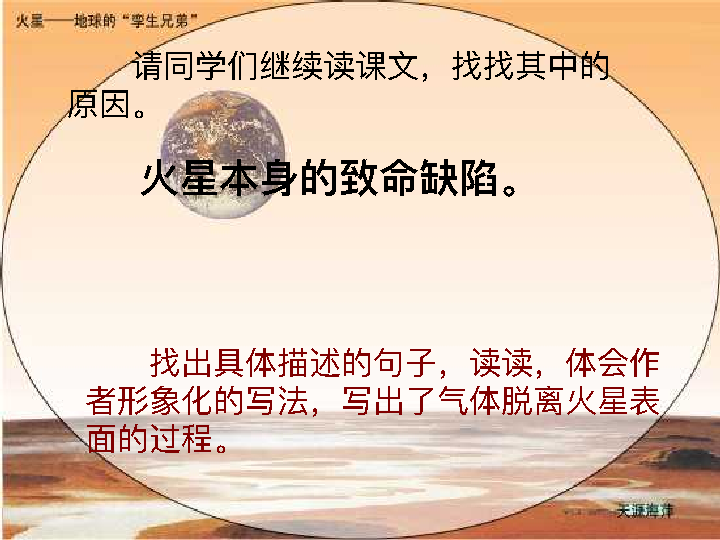 火星——地球的“孪生兄弟”
请同学们继续读课文，找找其中的
原因。
火星本身的致命缺陷。
找出具体描述的句子，读读，体会作
者形象化的写法，写出了气体脱离火星表
面的过程。
天涯海洋